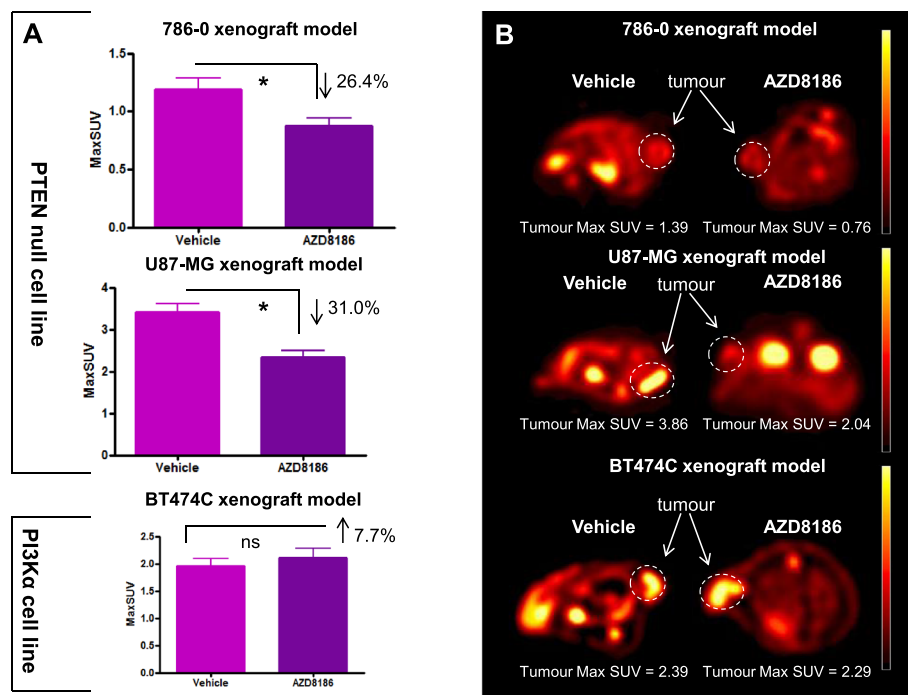 A
786-0 xenograft model
1.5
1.0
0.5
0.0
MaxSUV
*
↓ 26.4%
Vehicle
AZD8186
PTEN null cell line
U87-MG xenograft model
4
3
2
1
0
MaxSUV
*
↓ 31.0%
Vehicle
AZD8186
BT474C xenograft model
PI3Kα cell line
2.5
2.0
1.5
1.0
0.5
0.0
MaxSUV
ns
↑ 7.7%
Vehicle
AZD8186
B
786-0 xenograft model
Vehicle
tumour
AZD8186
Tumour Max SUV = 1.39
Tumour Max SUV = 0.76
U87-MG xenograft model
Vehicle
tumour
AZD8186
Tumour Max SUV = 3.86
Tumour Max SUV = 2.04
BT474C xenograft model
tumour
Vehicle
AZD8186
Tumour Max SUV = 2.39
Tumour Max SUV = 2.29